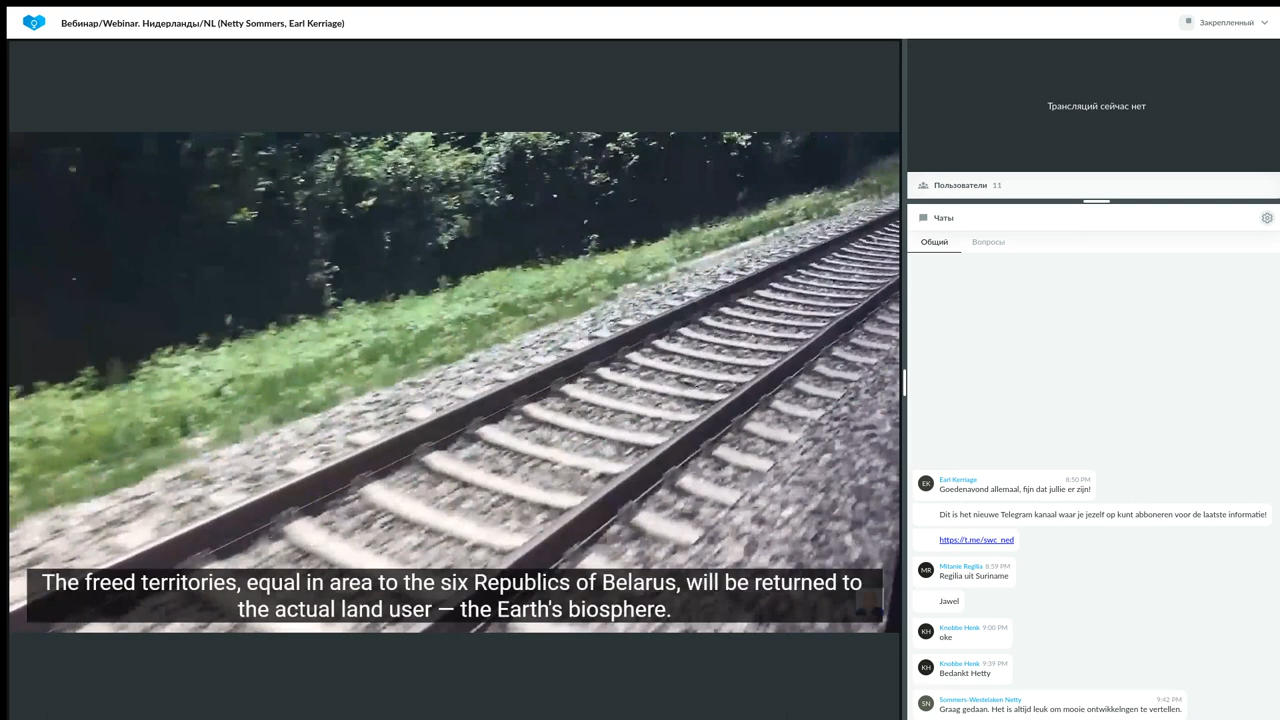 Вебинар/Webinar. Нидерланды/NL (Netty Sommers, Earl Kerriage)
Закрепленный
Трансляций сейчас нет
Пользователи 11
Чаты
Общий Вопросы
EK
Earl Kerriage 8:50 PM
Goedenavond allemaal, fijn dat jullie er zijn!
Dit is het nieuwe Telegram kanaal waar je jezelf op kunt abboneren voor de laatste informatie!
https://t.me/swc_ned
MR
Mitanie Regilia 8:59 PM
Regilia uit Suriname
Jawel
KH
Knobbe Henk 9:00 PM
oke
KH
Knobbe Henk 9:39 PM
Bedankt Hetty
SN
Sommers-Westelaken Netty 9:42 PM
Graag gedaan. Het is altijd leuk om mooie ontwikkelngen te vertellen.
The freed territories, equal in area to the six Republics of Belarus, will be returned to
the actual land user — the Earth's biosphere.